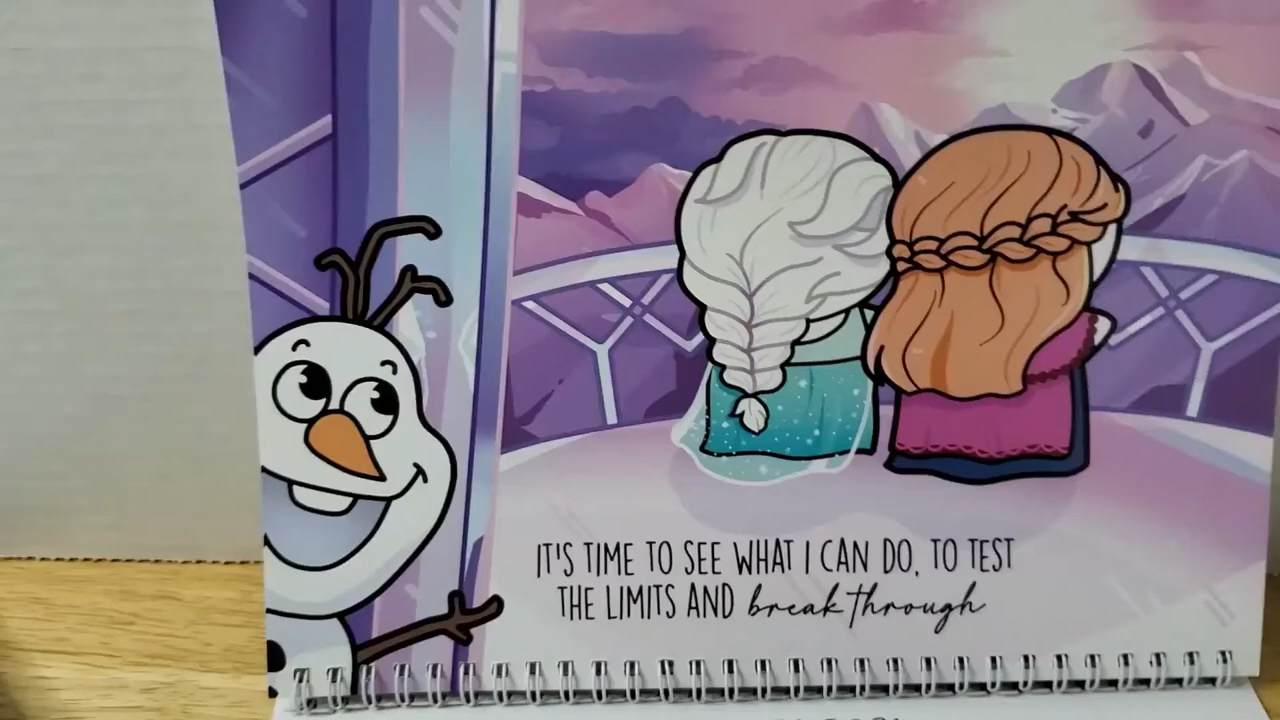 IT'S TIME TO SEE WHAT I CAN DO, TO TEST
THE LIMITS AND break through